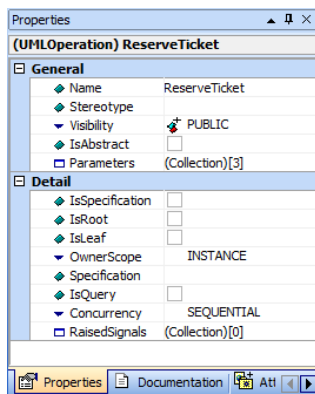 Properties
(UMLOperation) ReserveTicket
General
Name ReserveTicket
Stereotype
Visibility PUBLIC
IsAbstract
Parameters (Collection)[3]
Detail
IsSpecification
IsRoot
IsLeaf
OwnerScope INSTANCE
Specification
IsQuery
Concurrency SEQUENTIAL
RaisedSignals (Collection)[0]
Properties Documentation Att